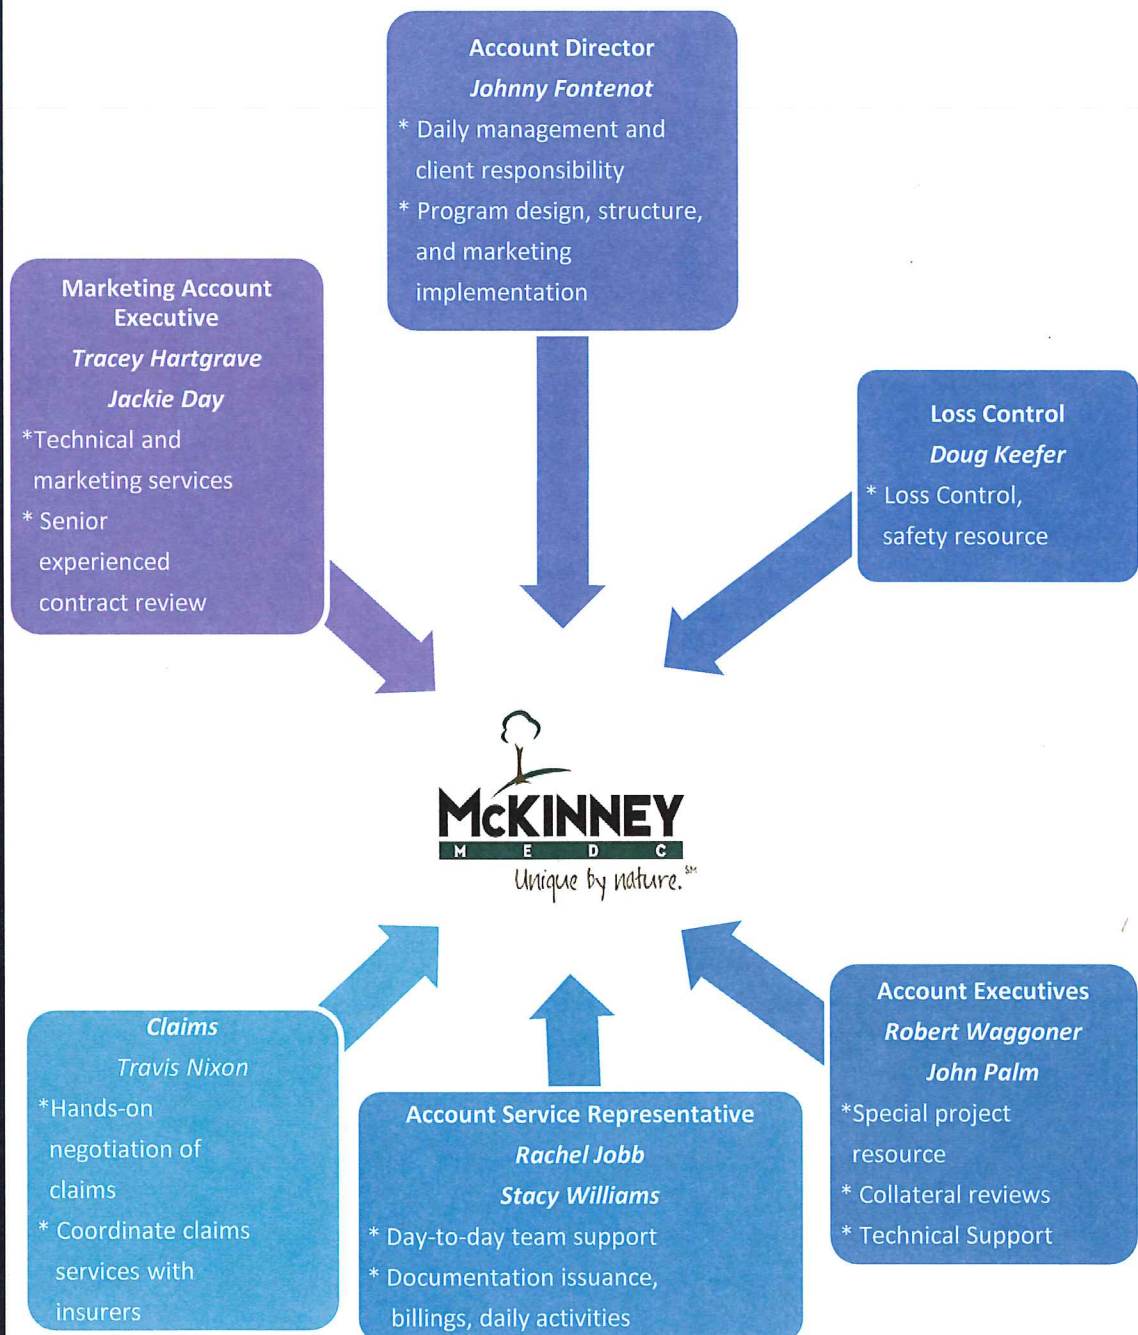 Account Director
Johnny Fontenot
* Daily management and
client responsibility
* Program design, structure,
and marketing
implementation
Marketing Account
Executive
Tracey Hartgrave
Jackie Day
*Technical and
marketing services
* Senior
experienced
contract review
Loss Control
Doug Keefer
* Loss Control,
safety resource
McKINNEY
M E D C
Unique by nature.℠
Claims
Travis Nixon
*Hands-on
negotiation of
claims
* Coordinate claims
services with
insurers
Account Service Representative
Rachel Jobb
Stacy Williams
* Day-to-day team support
* Documentation issuance,
billings, daily activities
Account Executives
Robert Waggoner
John Palm
*Special project
resource
* Collateral reviews
* Technical Support